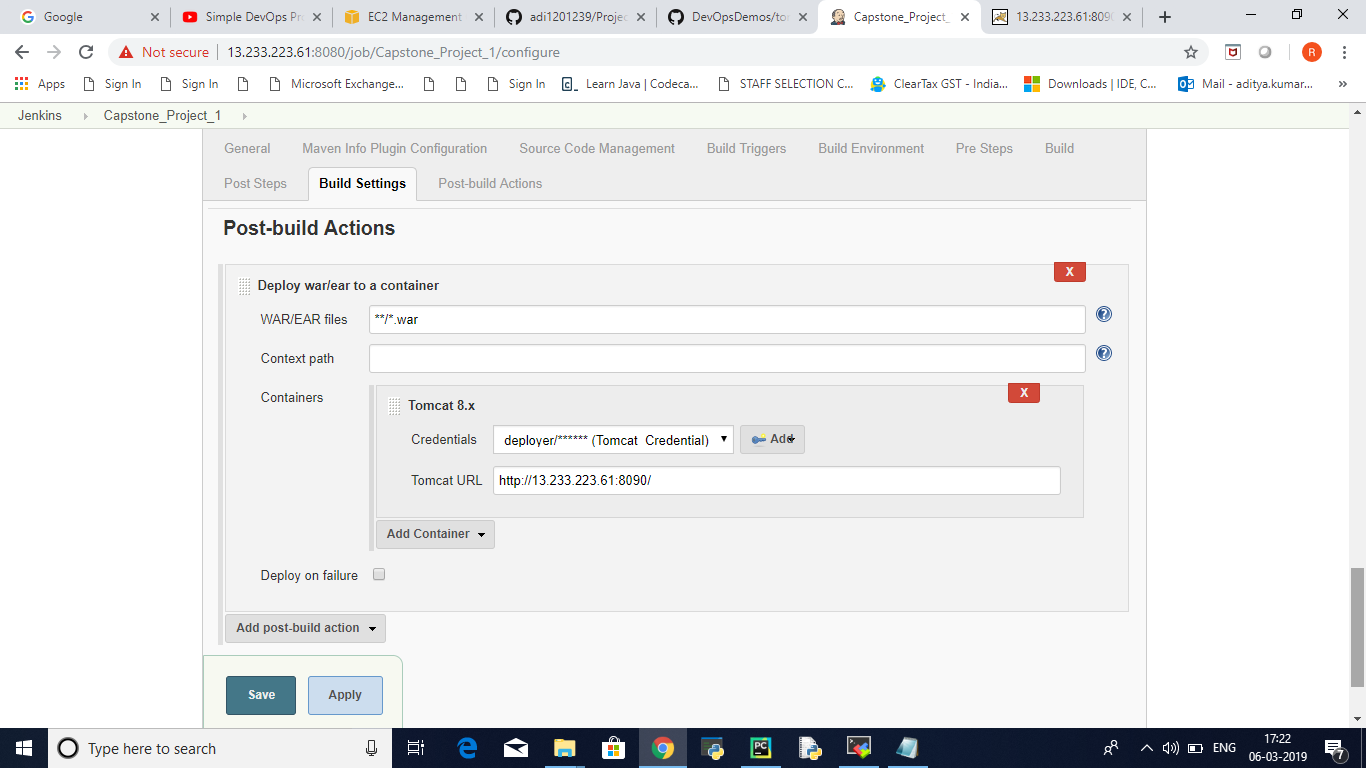 Google
Simple DevOps Pr
EC2 Management
adi1201239/Projec
DevOpsDemos/to
Capstone_Project_
13.233.223.61:8090
Not secure
13.233.223.61:8080/job/Capstone_Project_1/configure
R
Apps
Sign In
Sign In
Microsoft Exchange...
Sign In
Learn Java | Codeca...
STAFF SELECTION C...
ClearTax GST - India...
Downloads | IDE, C...
Mail - aditya.kumar...
»
Jenkins
Capstone_Project_1
General
Maven Info Plugin Configuration
Source Code Management
Build Triggers
Build Environment
Pre Steps
Build
Post Steps
Build Settings
Post-build Actions
Post-build Actions
X
Deploy war/ear to a container
WAR/EAR files
**/*.war
Context path
Containers
X
Tomcat 8.x
Credentials
deployer/****** (Tomcat_Credential)
Add
Tomcat URL
http://13.233.223.61:8090/
Add Container
Deploy on failure
Add post-build action
Save
Apply
Type here to search
PC
ENG
17:22
06-03-2019
7